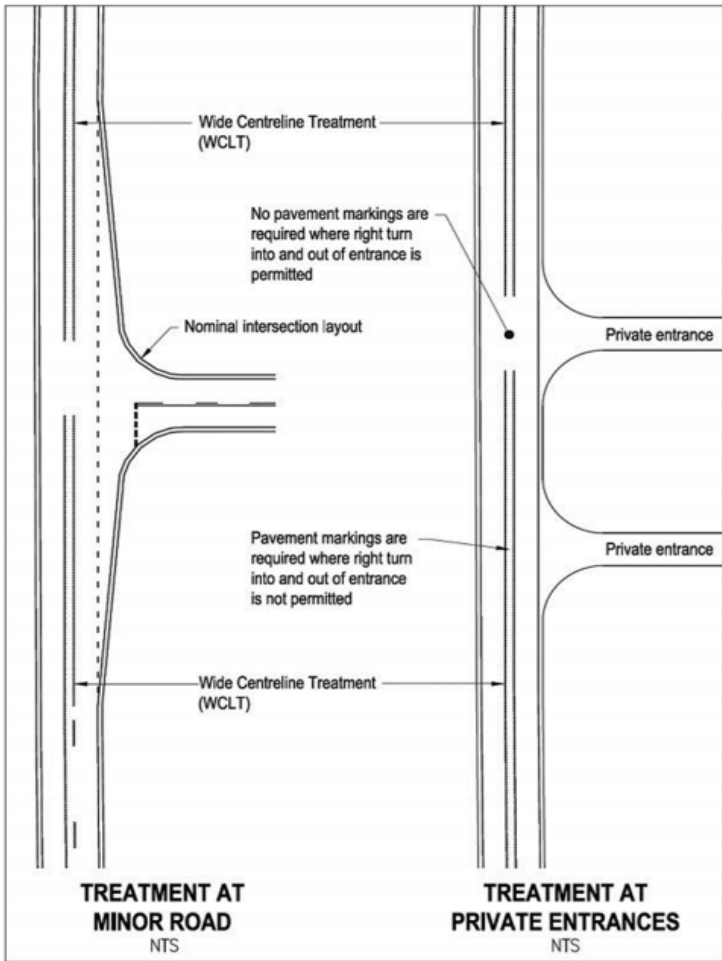 Wide Centreline Treatment
(WCLT)
No pavement markings are
required where right turn
into and out of entrance is
permitted
Nominal intersection layout
Private entrance
Pavement markings are
required where right turn
into and out of entrance
is not permitted
Private entrance
Wide Centreline Treatment
(WCLT)
TREATMENT AT
MINOR ROAD
NTS
TREATMENT AT
PRIVATE ENTRANCES
NTS